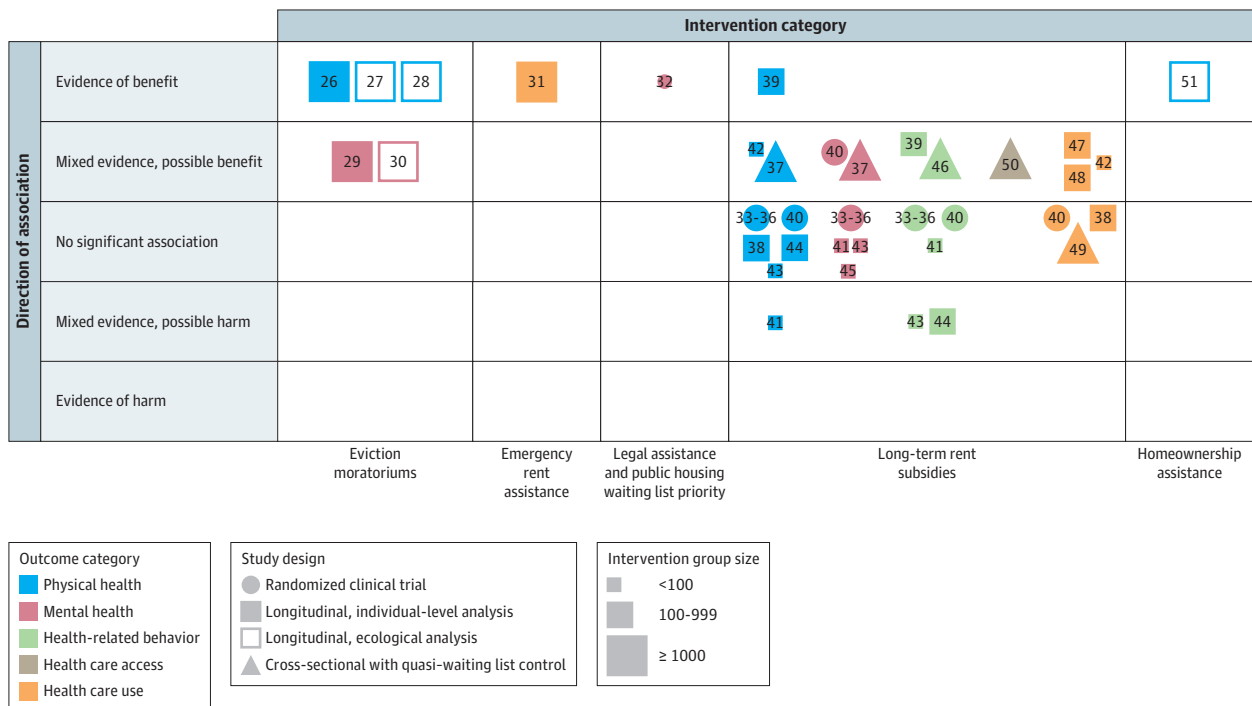 Intervention category
Direction of association
Evidence of benefit
26 27 28 31 32 39 51
Mixed evidence, possible benefit
29 30 42 37 40 37 39 46 50 47 48 42
No significant association
33-36 40 33-36 33-36 40 40 38
38 44 41 43 41 49
43 45
Mixed evidence, possible harm
41 43 44
Evidence of harm
Eviction
moratoriums
Emergency
rent
assistance
Legal assistance
and public housing
waiting list priority
Long-term rent
subsidies
Homeownership
assistance
Outcome category
Physical health
Mental health
Health-related behavior
Health care access
Health care use
Study design
Randomized clinical trial
Longitudinal, individual-level analysis
Longitudinal, ecological analysis
Cross-sectional with quasi-waiting list control
Intervention group size
<100
100-999
≥ 1000